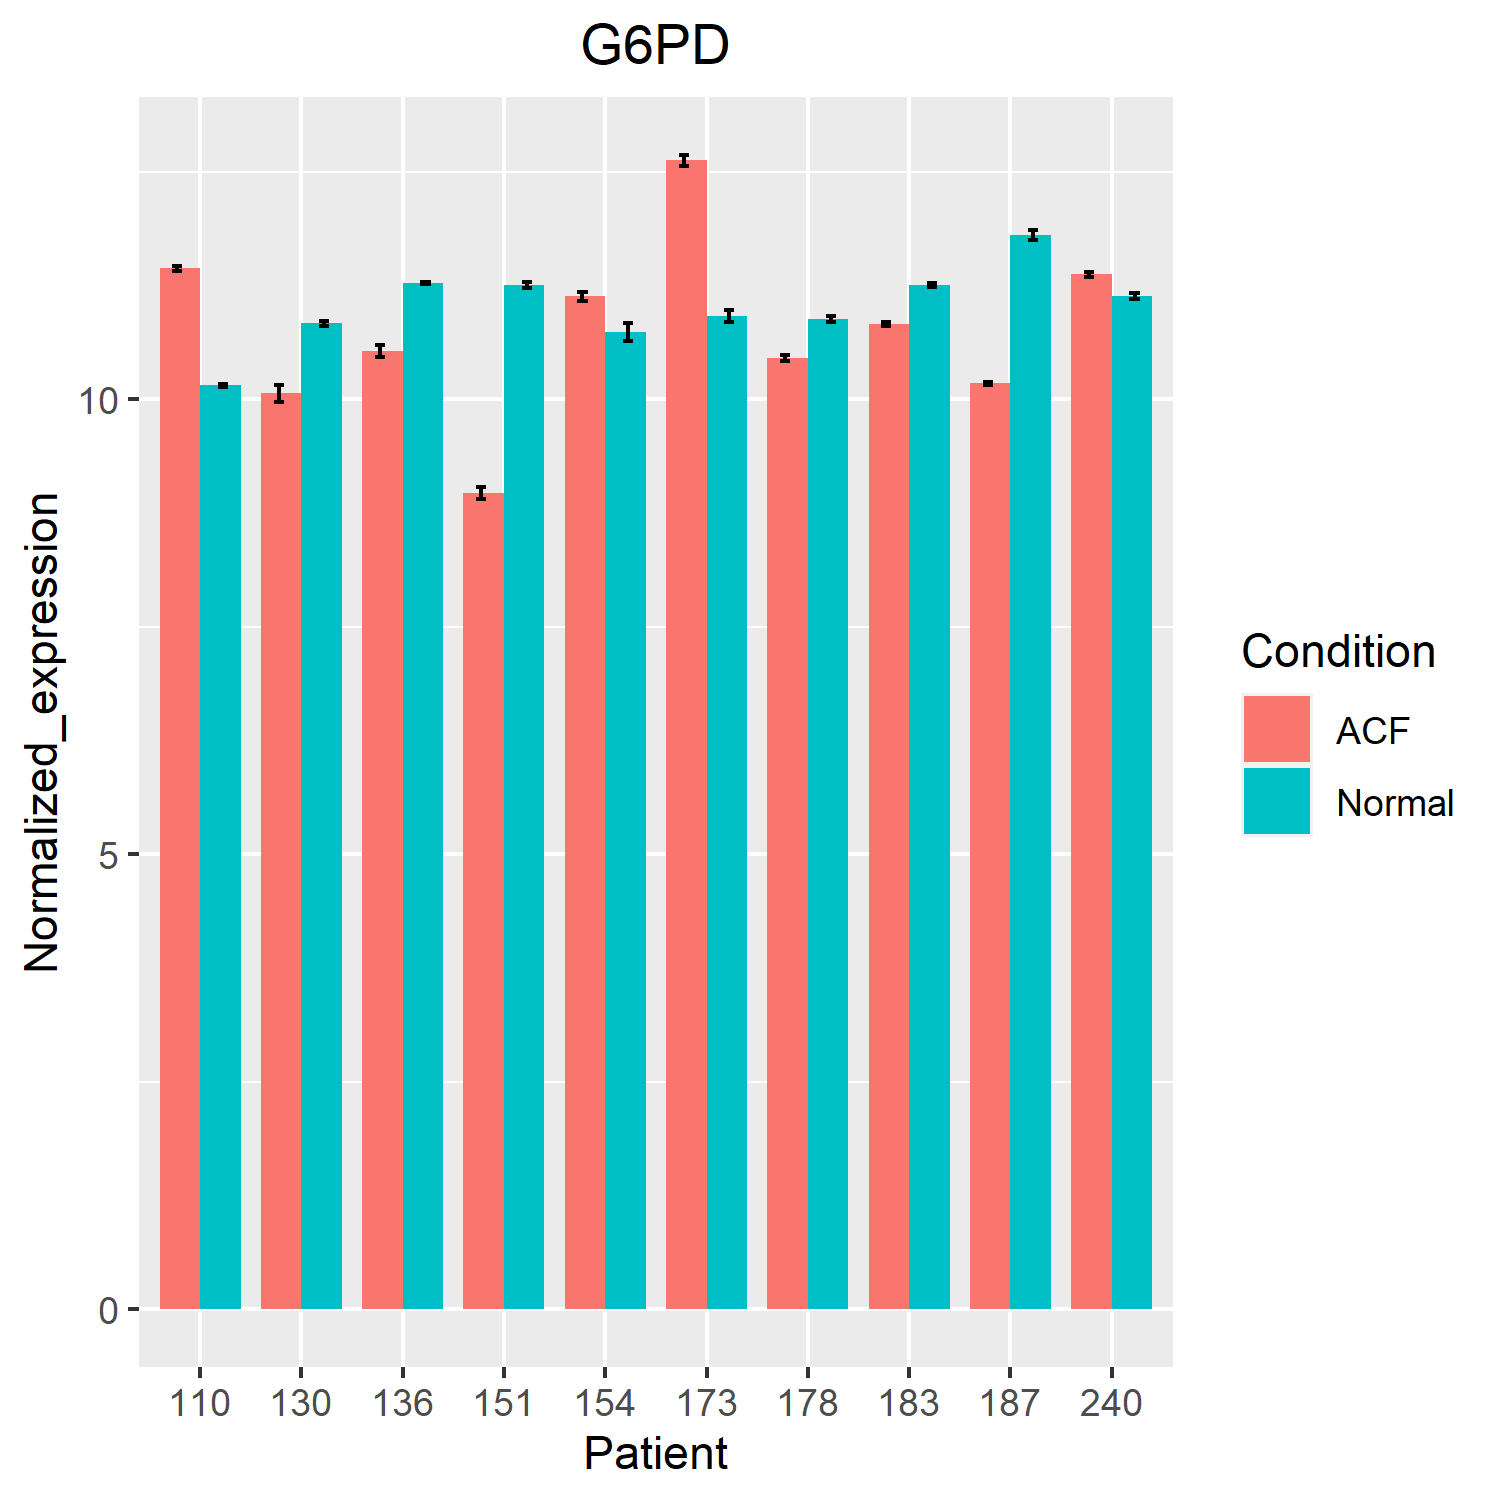 G6PD
Normalized_expression
10
5
0
110 130 136 151 154 173 178 183 187 240
Patient
Condition
ACF
Normal